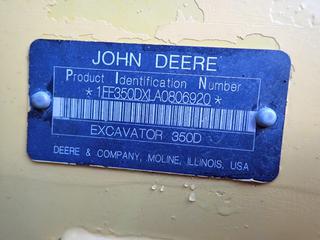 JOHN DEERE
Product Identification Number
*1FF350DXLA0806920*
EXCAVATOR 350D
DEERE & COMPANY, MOLINE, ILLINOIS, USA